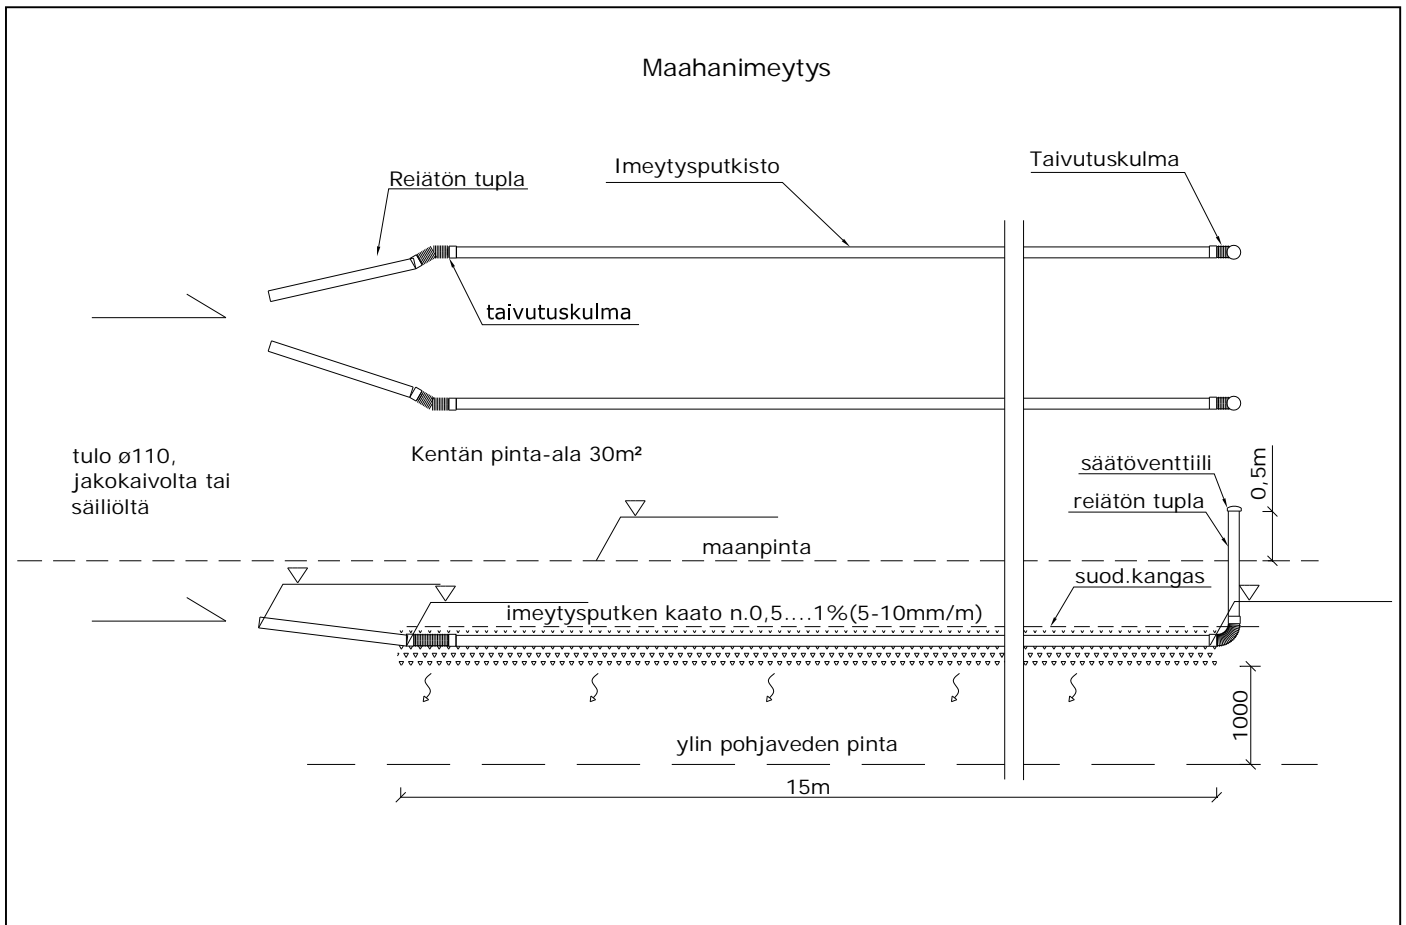 Maahanimeytys
Reiätön tupla
Imeytysputkisto
Taivutuskulma
taivutuskulma
tulo ø110,
jakokaivolta tai
säiliöltä
Kentän pinta-ala 30m²
säätöventtiili
0,5m
reiätön tupla
maanpinta
suod.kangas
imeytysputken kaato n.0,5....1%(5-10mm/m)
1000
ylin pohjaveden pinta
15m